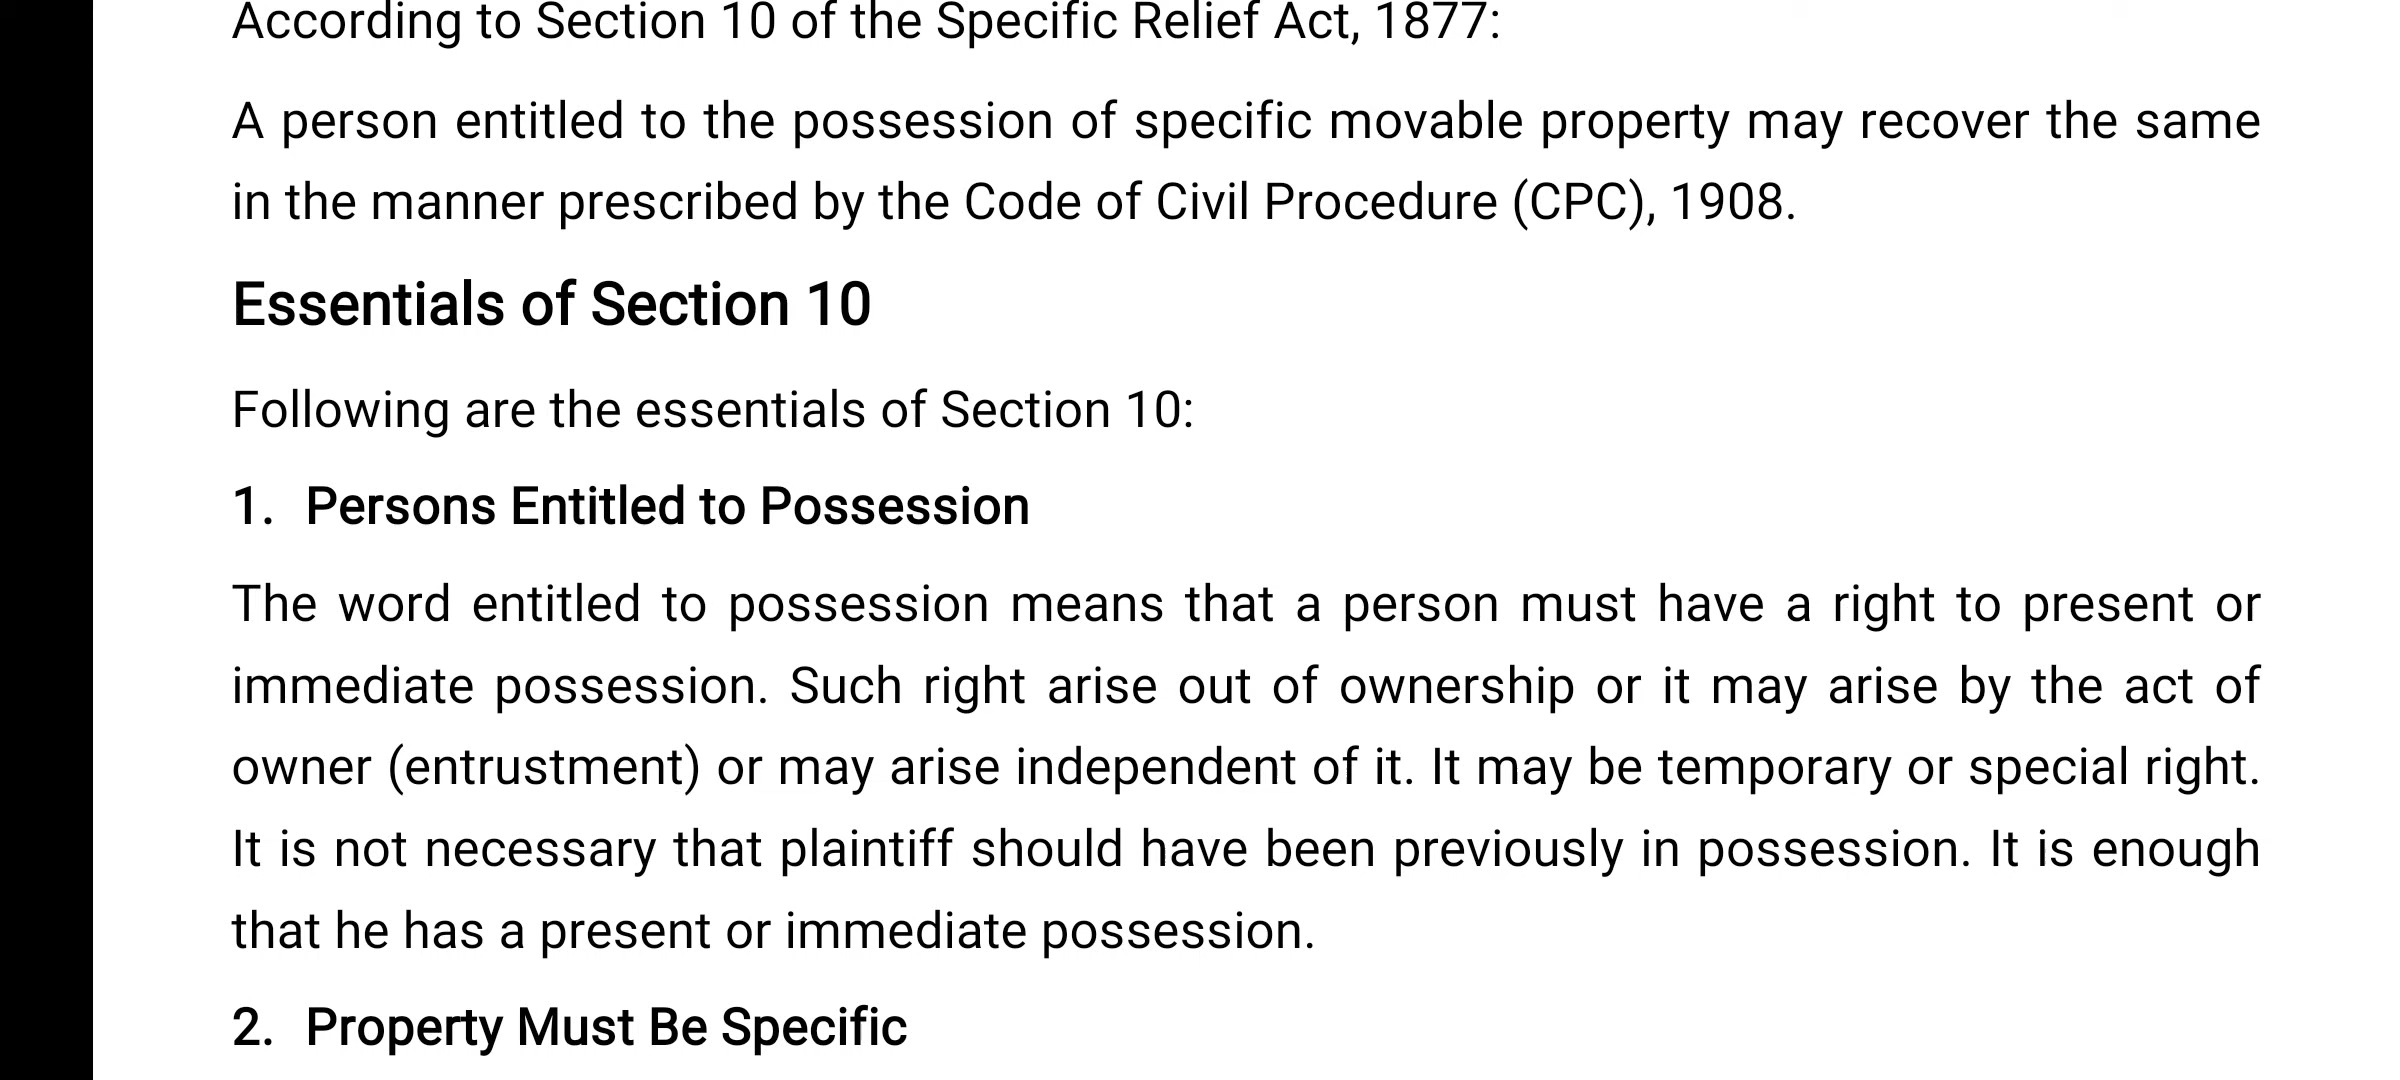 According to Section 10 of the Specific Relief Act, 1877:
A person entitled to the possession of specific movable property may recover the same
in the manner prescribed by the Code of Civil Procedure (CPC), 1908.
Essentials of Section 10
Following are the essentials of Section 10:
1. Persons Entitled to Possession
The word entitled to possession means that a person must have a right to present or
immediate possession. Such right arise out of ownership or it may arise by the act of
owner (entrustment) or may arise independent of it. It may be temporary or special right.
It is not necessary that plaintiff should have been previously in possession. It is enough
that he has a present or immediate possession.
2. Property Must Be Specific